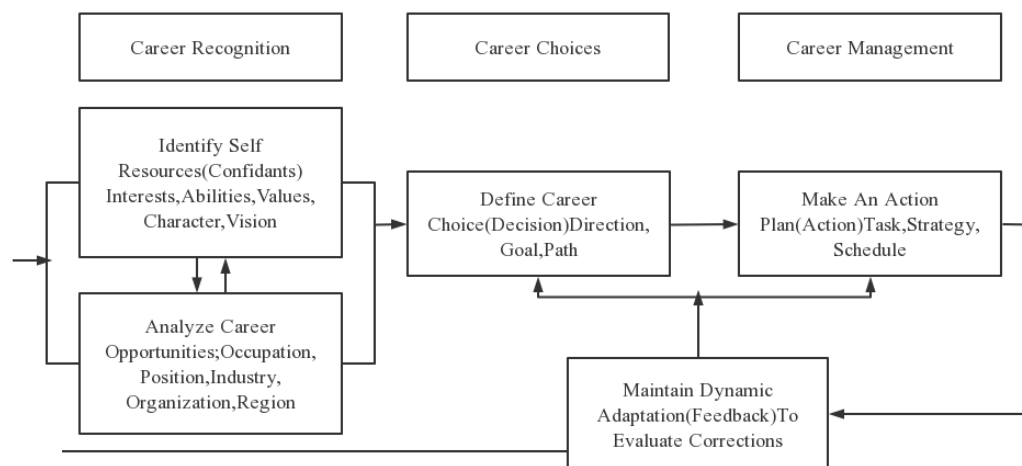 Career Recognition
Career Choices
Career Management
Identify Self
Resources(Confidants)
Interests,Abilities,Values,
Character,Vision
Define Career
Choice(Decision)Direction,
Goal,Path
Make An Action
Plan(Action)Task,Strategy,
Schedule
Analyze Career
Opportunities;Occupation,
Position,Industry,
Organization,Region
Maintain Dynamic
Adaptation(Feedback)To
Evaluate Corrections